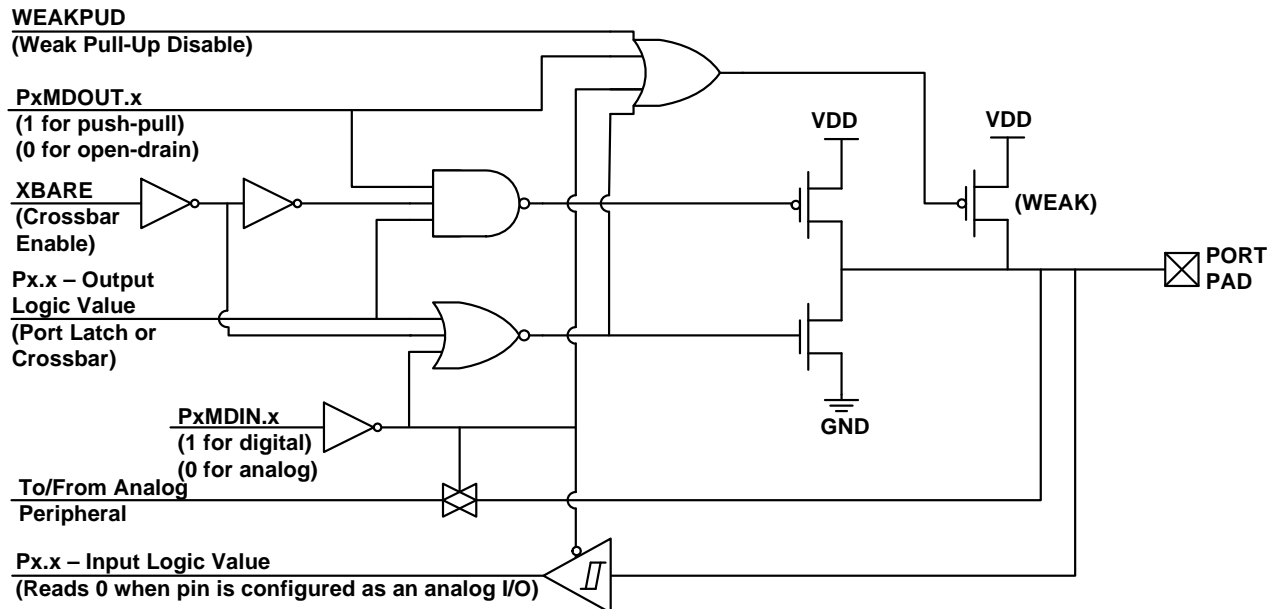 WEAKPUD
(Weak Pull-Up Disable)
PxMDOUT.x
(1 for push-pull)
(0 for open-drain)
XBARE
(Crossbar
Enable)
Px.x – Output
Logic Value
(Port Latch or
Crossbar)
PxMDIN.x
(1 for digital)
(0 for analog)
To/From Analog
Peripheral
Px.x – Input Logic Value
(Reads 0 when pin is configured as an analog I/O)
VDD
VDD
(WEAK)
GND
PORT
PAD